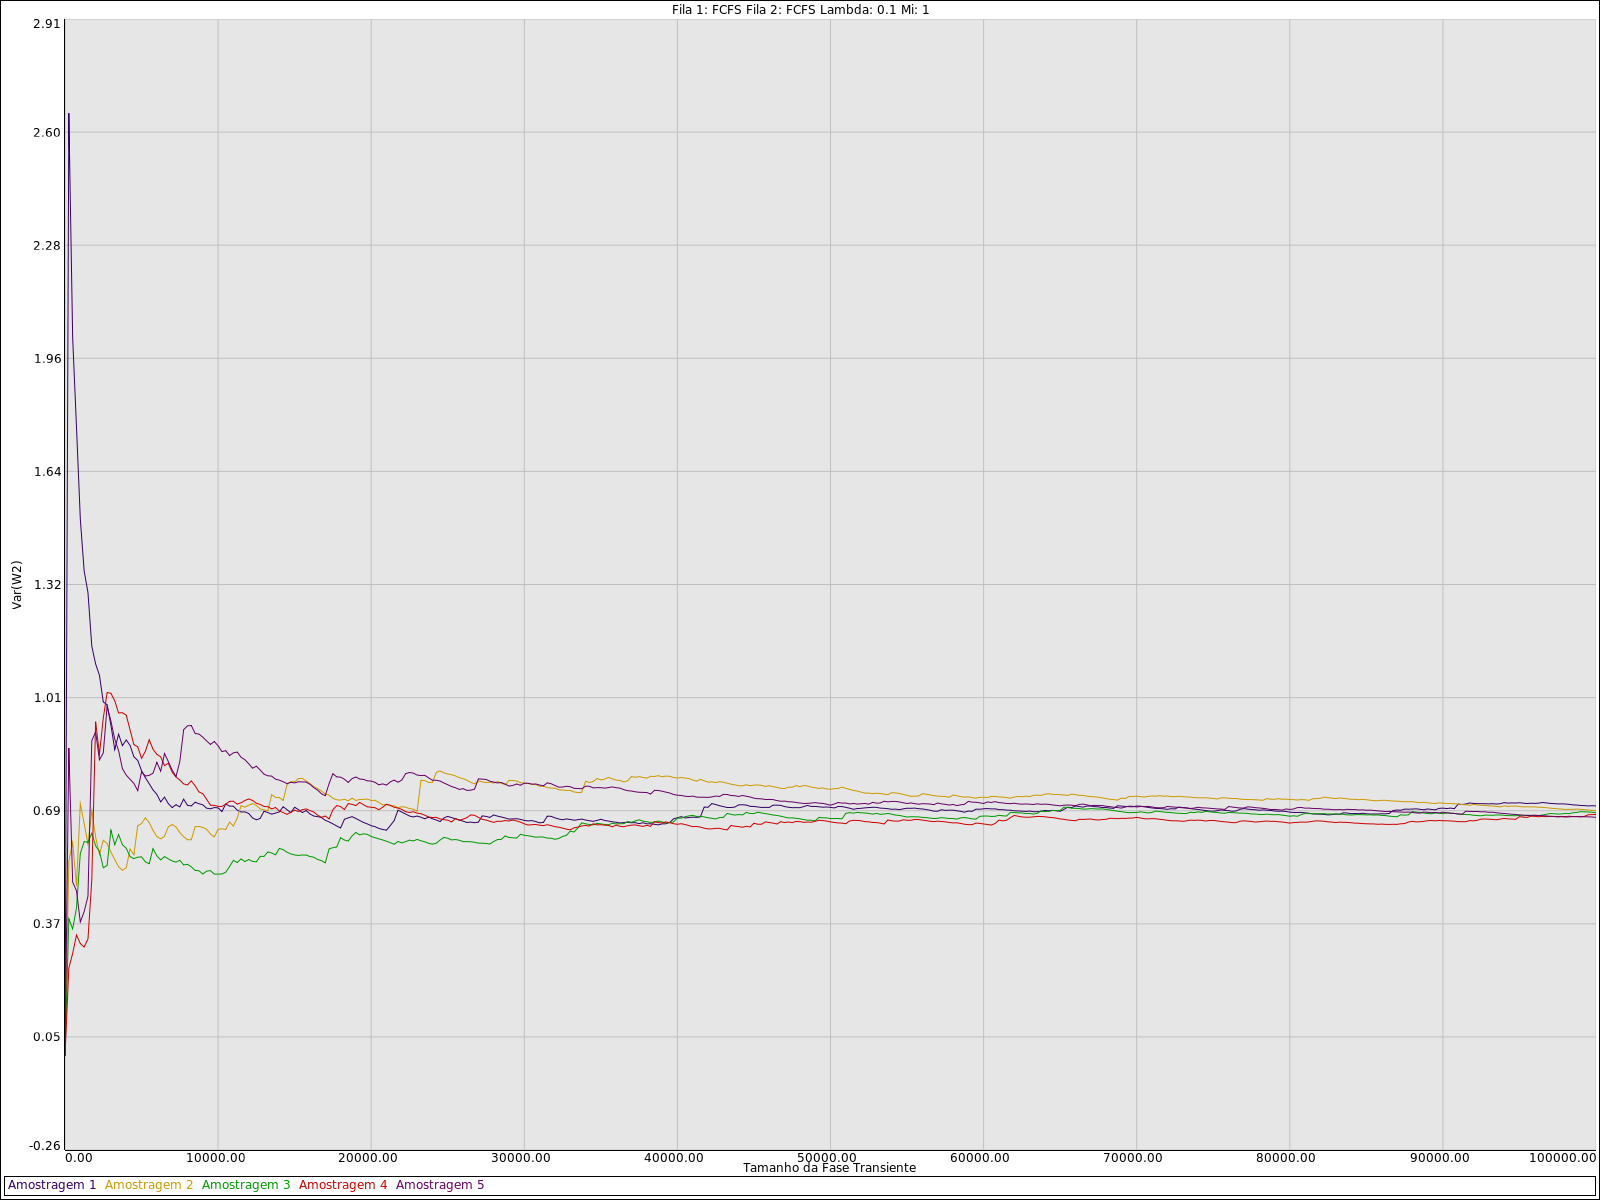 Fila 1: FCFS Fila 2: FCFS Lambda: 0.1 Mi: 1
2.91
2.60
2.28
1.96
1.64
1.32
1.01
0.69
0.37
0.05
-0.26
Var(W2)
0.00 10000.00 20000.00 30000.00 40000.00 50000.00 60000.00 70000.00 80000.00 90000.00 100000.00
Tamanho da Fase Transiente
Amostragem 1 Amostragem 2 Amostragem 3 Amostragem 4 Amostragem 5